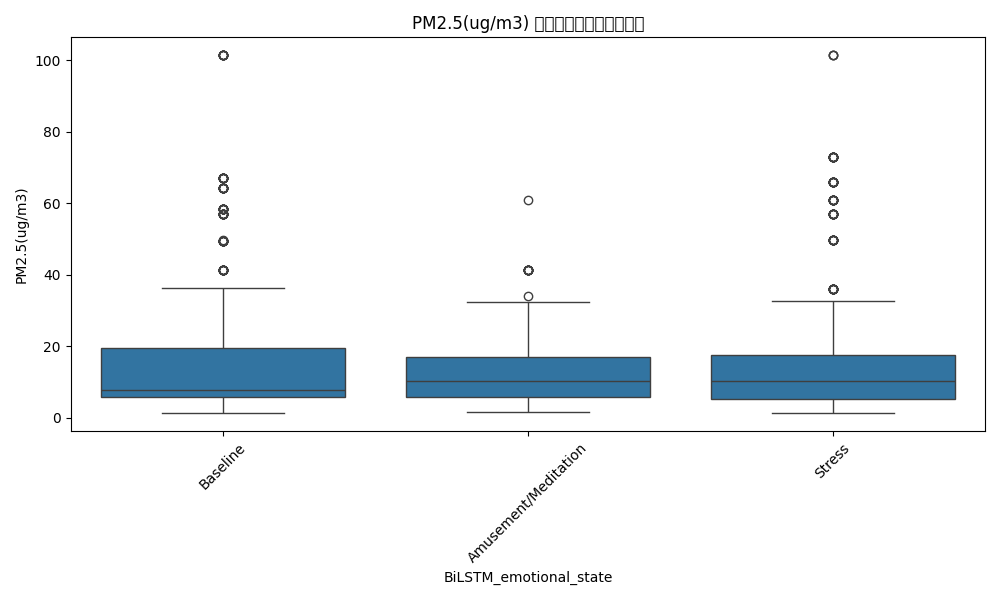 PM2.5(ug/m3)
PM2.5(ug/m3)
100
80
60
40
20
0
Baseline
Amusement/Meditation
Stress
BiLSTM_emotional_state